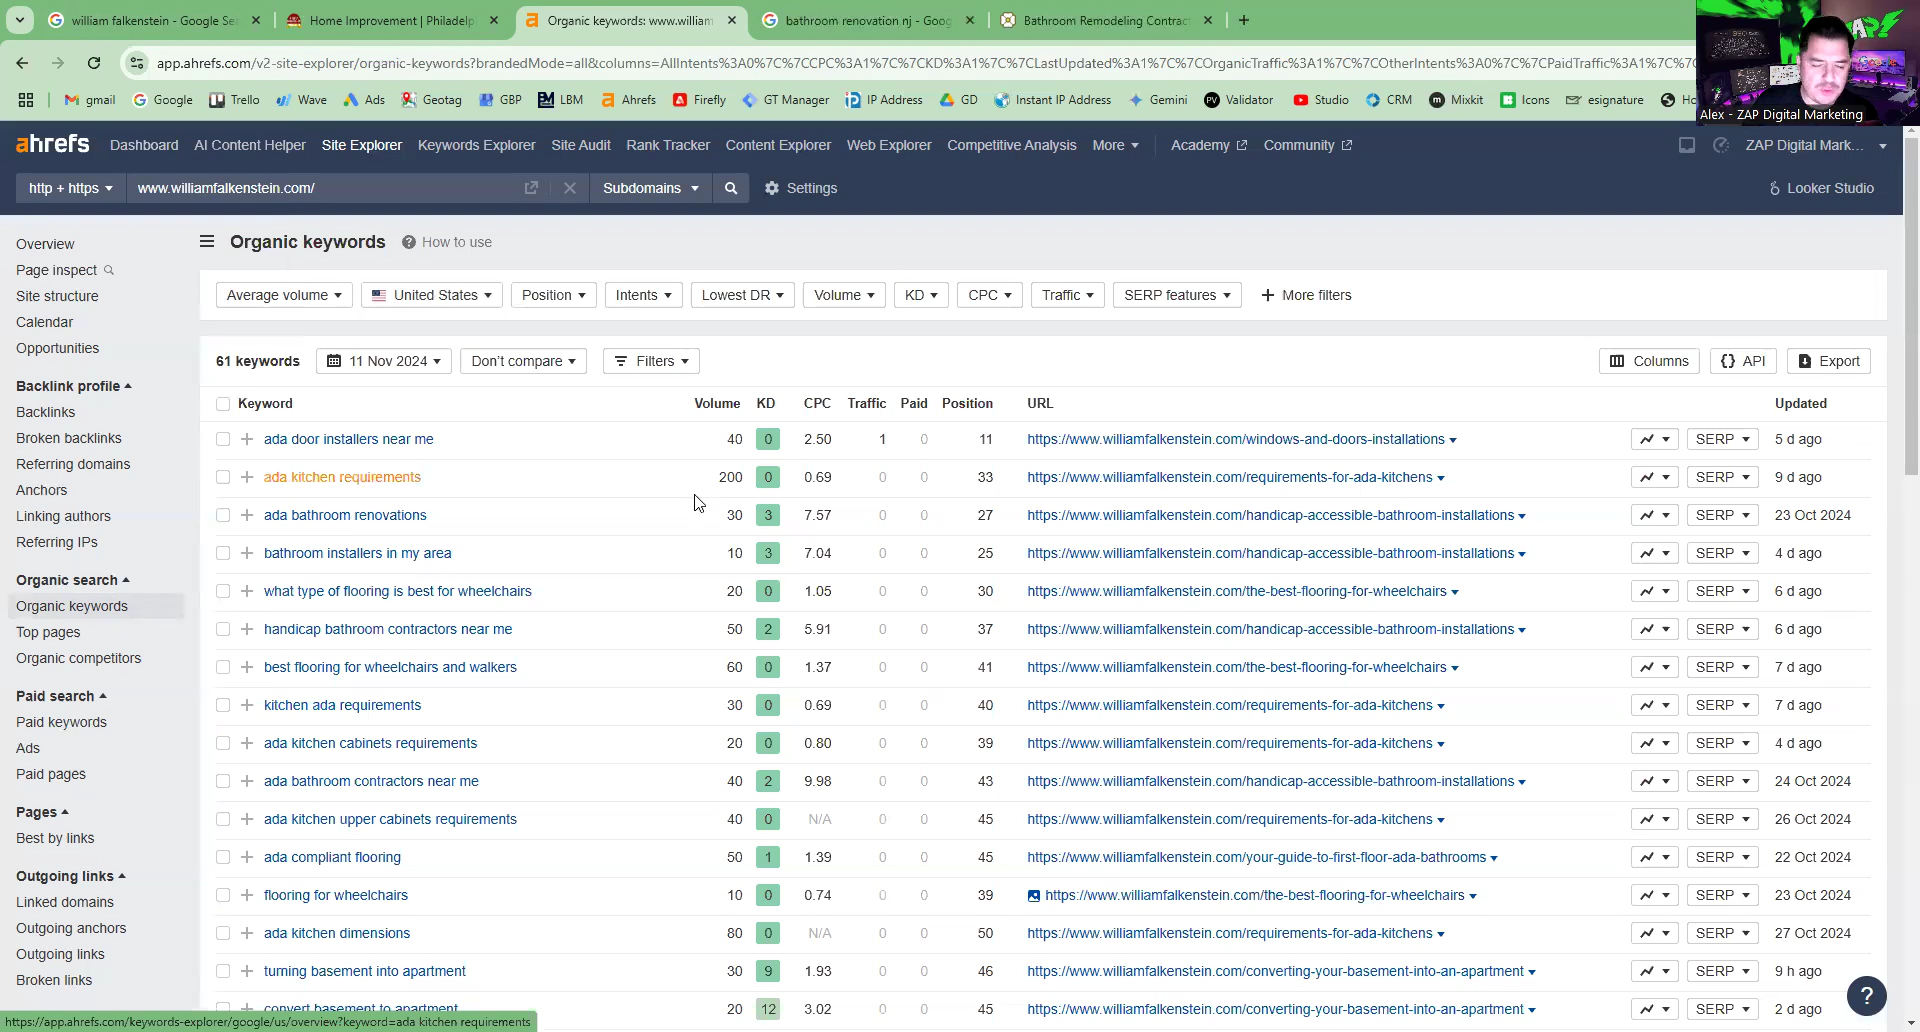 william falkenstein - Google Se
Home Improvement | Philadelp
Organic keywords: www.william
bathroom renovation nj - Goog
Bathroom Remodeling Contract
app.ahrefs.com/v2-site-explorer/organic-keywords?brandedMode=all&columns=AllIntents%3A0%7C%7CCPC%3A1%7C%7CKD%3A1%7C%7CLastUpdated%3A1%7C%7COrganicTraffic%3A1%7C%7COtherIntents%3A0%7C%7CPaidTraffic%3A1%7C%7C
gmail Google Trello Wave Ads Geotag GBP LBM Ahrefs Firefly GT Manager IP Address GD Instant IP Address Gemini Validator Studio CRM Mixkit Icons esignature Ho
Alex - ZAP Digital Marketing
ahrefs Dashboard AI Content Helper Site Explorer Keywords Explorer Site Audit Rank Tracker Content Explorer Web Explorer Competitive Analysis More Academy Community ZAP Digital Mark...
http + https www.williamfalkenstein.com/ Subdomains Settings Looker Studio
Overview
Page inspect
Site structure
Calendar
Opportunities
Backlink profile
Backlinks
Broken backlinks
Referring domains
Anchors
Linking authors
Referring IPs
Organic search
Organic keywords
Top pages
Organic competitors
Paid search
Paid keywords
Ads
Paid pages
Pages
Best by links
Outgoing links
Linked domains
Outgoing anchors
Outgoing links
Broken links
Organic keywords ? How to use
Average volume United States Position Intents Lowest DR Volume KD CPC Traffic SERP features + More filters
61 keywords 11 Nov 2024 Don't compare Filters Columns {} API Export
Keyword Volume KD CPC Traffic Paid Position URL Updated
ada door installers near me 40 0 2.50 1 0 11 https://www.williamfalkenstein.com/windows-and-doors-installations SERP 5 d ago
ada kitchen requirements 200 0 0.69 0 0 33 https://www.williamfalkenstein.com/requirements-for-ada-kitchens SERP 9 d ago
ada bathroom renovations 30 3 7.57 0 0 27 https://www.williamfalkenstein.com/handicap-accessible-bathroom-installations SERP 23 Oct 2024
bathroom installers in my area 10 3 7.04 0 0 25 https://www.williamfalkenstein.com/handicap-accessible-bathroom-installations SERP 4 d ago
what type of flooring is best for wheelchairs 20 0 1.05 0 0 30 https://www.williamfalkenstein.com/the-best-flooring-for-wheelchairs SERP 6 d ago
handicap bathroom contractors near me 50 2 5.91 0 0 37 https://www.williamfalkenstein.com/handicap-accessible-bathroom-installations SERP 6 d ago
best flooring for wheelchairs and walkers 60 0 1.37 0 0 41 https://www.williamfalkenstein.com/the-best-flooring-for-wheelchairs SERP 7 d ago
kitchen ada requirements 30 0 0.69 0 0 40 https://www.williamfalkenstein.com/requirements-for-ada-kitchens SERP 7 d ago
ada kitchen cabinets requirements 20 0 0.80 0 0 39 https://www.williamfalkenstein.com/requirements-for-ada-kitchens SERP 4 d ago
ada bathroom contractors near me 40 2 9.98 0 0 43 https://www.williamfalkenstein.com/handicap-accessible-bathroom-installations SERP 24 Oct 2024
ada kitchen upper cabinets requirements 40 0 N/A 0 0 45 https://www.williamfalkenstein.com/requirements-for-ada-kitchens SERP 26 Oct 2024
ada compliant flooring 50 1 1.39 0 0 45 https://www.williamfalkenstein.com/your-guide-to-first-floor-ada-bathrooms SERP 22 Oct 2024
flooring for wheelchairs 10 0 0.74 0 0 39 https://www.williamfalkenstein.com/the-best-flooring-for-wheelchairs SERP 23 Oct 2024
ada kitchen dimensions 80 0 N/A 0 0 50 https://www.williamfalkenstein.com/requirements-for-ada-kitchens SERP 27 Oct 2024
turning basement into apartment 30 9 1.93 0 0 46 https://www.williamfalkenstein.com/converting-your-basement-into-an-apartment SERP 9 h ago
convert basement to apartment 20 12 3.02 0 0 45 https://www.williamfalkenstein.com/converting-your-basement-into-an-apartment SERP 2 d ago
?
https://app.ahrefs.com/keywords-explorer/google/us/overview?keyword=ada kitchen requirements